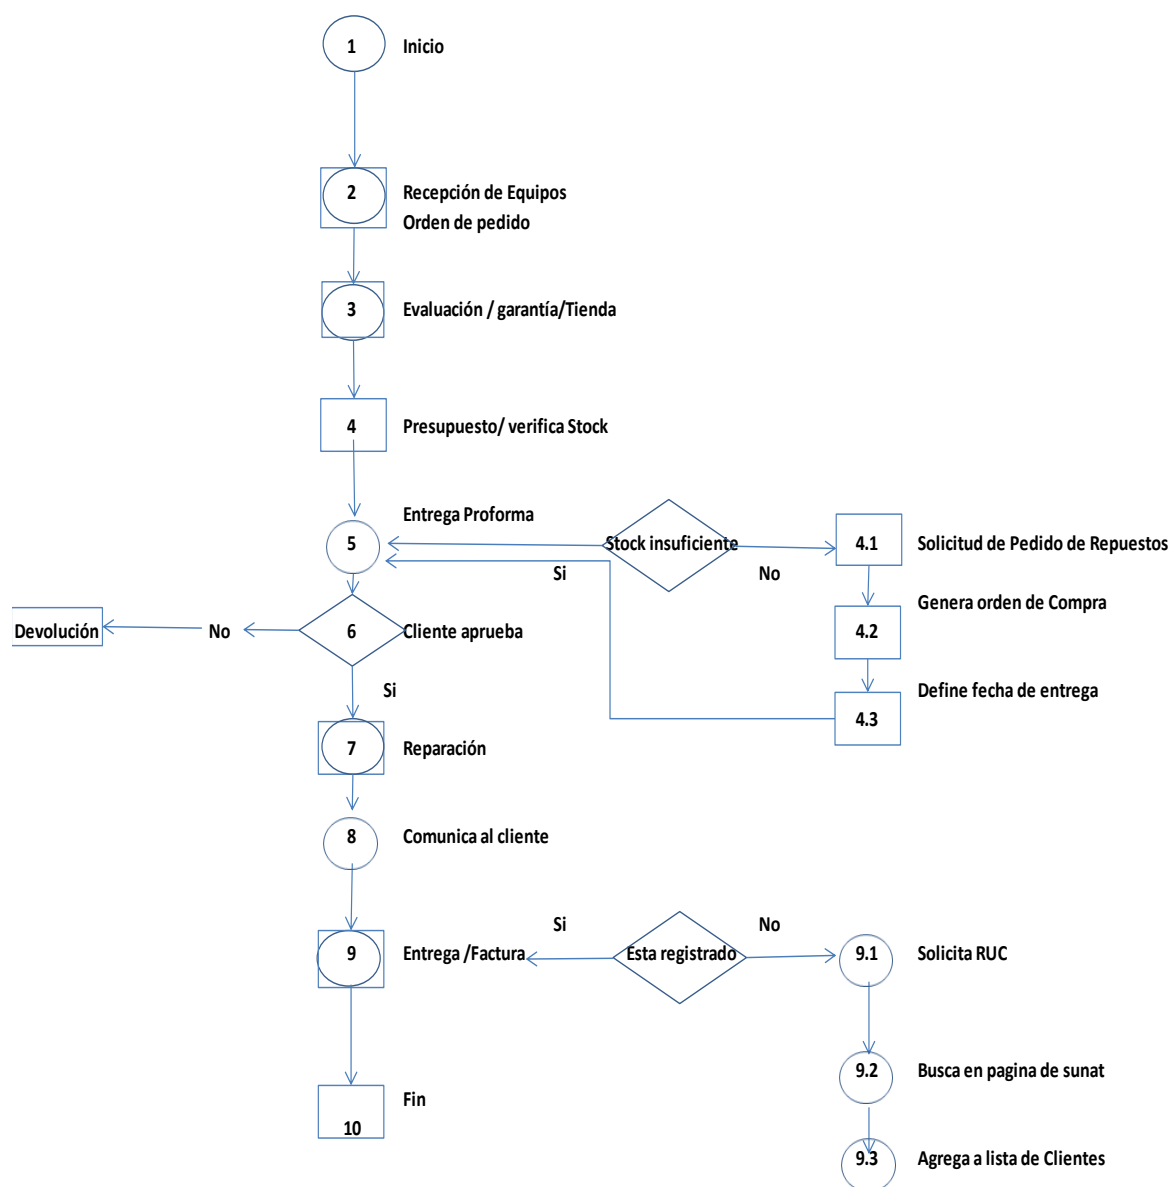 1 Inicio
2 Recepción de Equipos
Orden de pedido
3 Evaluación / garantía/Tienda
4 Presupuesto/ verifica Stock
Entrega Proforma
5 Stock insuficiente 4.1 Solicitud de Pedido de Repuestos
Si No
Genera orden de Compra
4.2
Devolución No 6 Cliente aprueba
Si
Define fecha de entrega
4.3
7 Reparación
8 Comunica al cliente
Si No
9 Entrega /Factura Esta registrado 9.1 Solicita RUC
9.2 Busca en pagina de sunat
Fin
10
9.3 Agrega a lista de Clientes